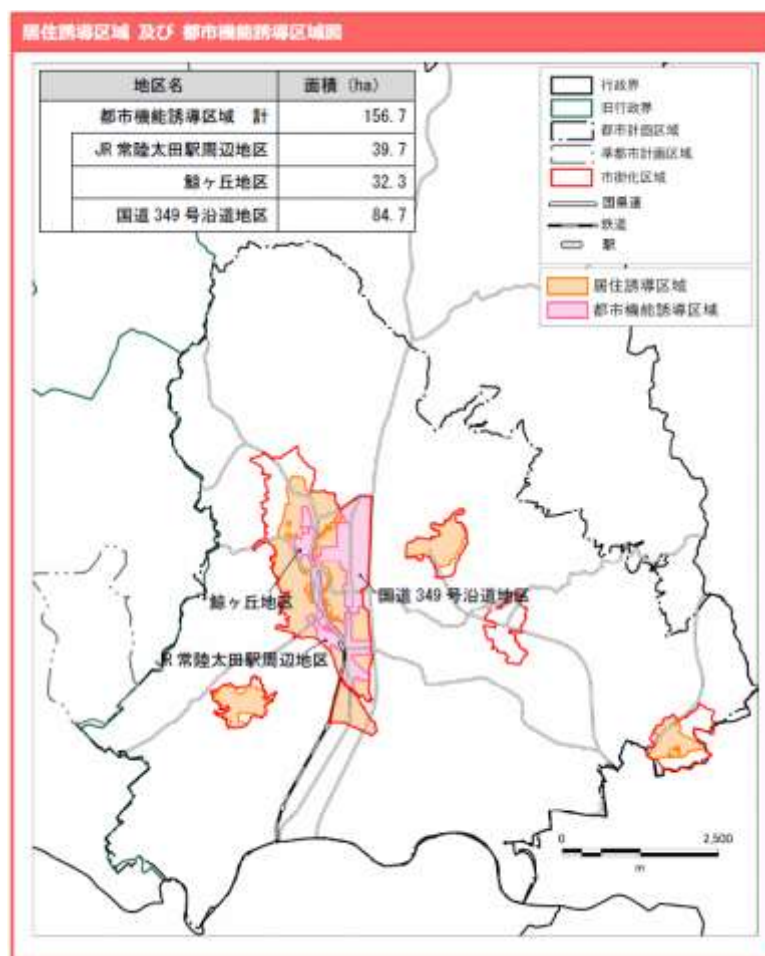 居住誘導区域 及び 都市機能誘導区域図
地区名 面積 (ha)
都市機能誘導区域 計 156.7
JR 常陸太田駅周辺地区 39.7
鯨ヶ丘地区 32.3
国道 349 号沿道地区 84.7
行政界
旧行政界
都市計画区域
準都市計画区域
市街化区域
国県道
鉄道
駅
居住誘導区域
都市機能誘導区域
鯨ヶ丘地区
国道 349 号沿道地区
JR 常陸太田駅周辺地区
0 2,500
m